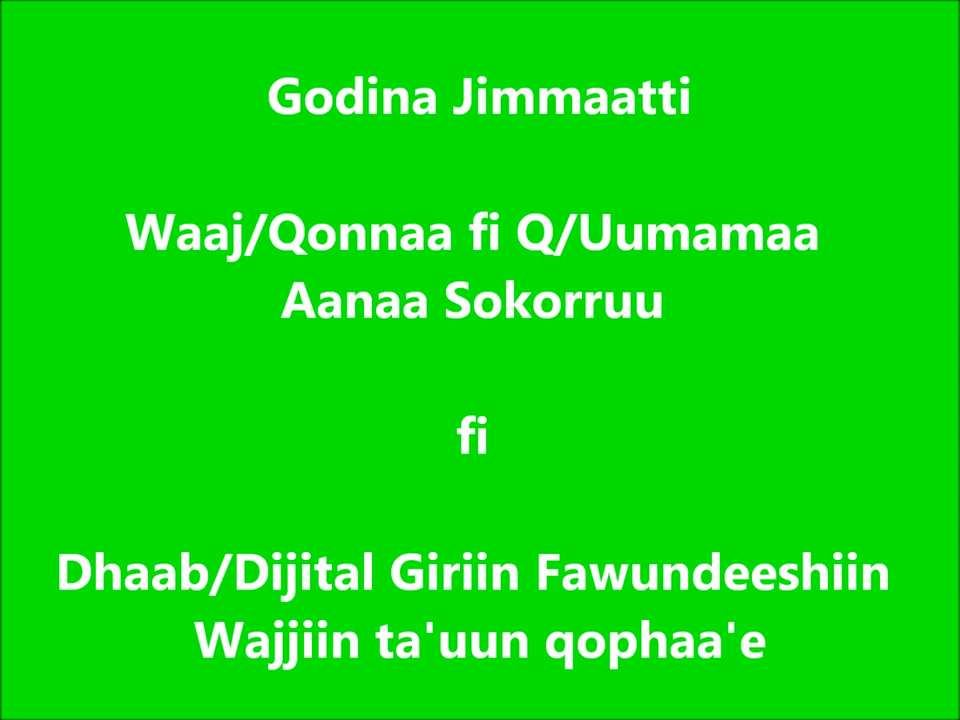 Godina Jimmaatti
Waaj/Qonnaa fi Q/Uumamaa
Aanaa Sokorruu
fi
Dhaab/Dijital Giriin Fawundeeshiin
Wajjiin ta'uun qophaa'e